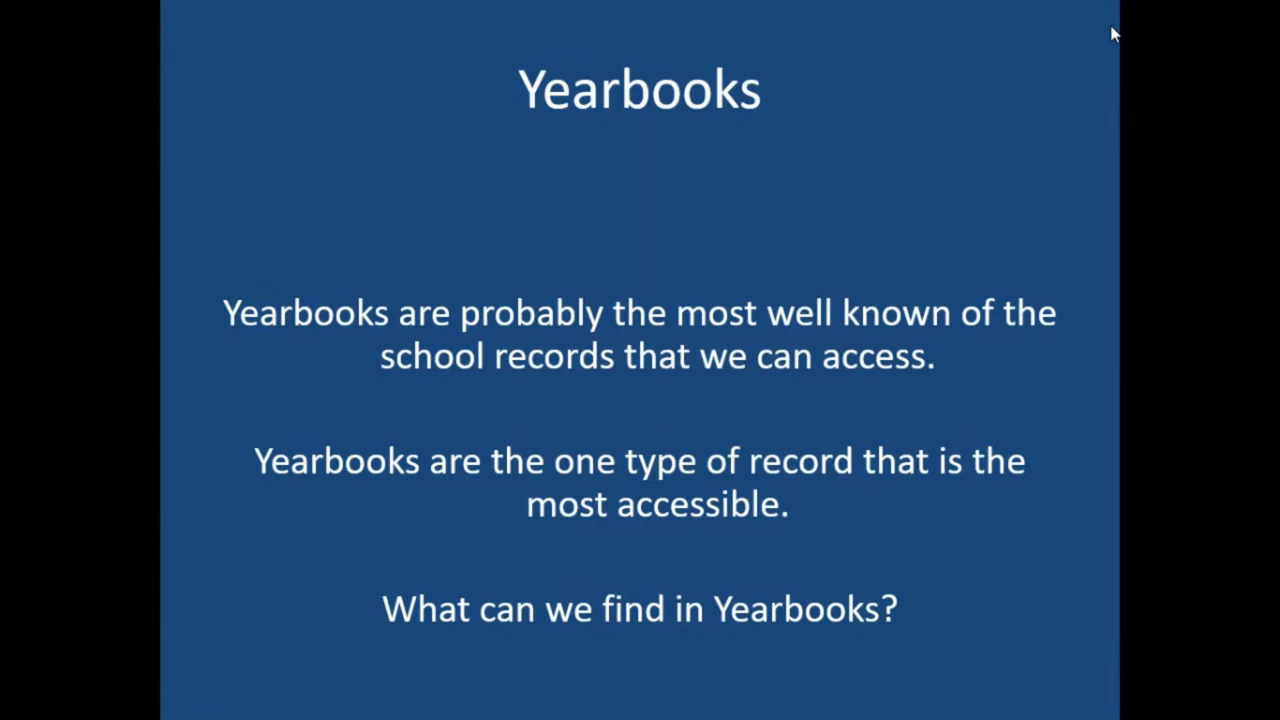 Yearbooks
Yearbooks are probably the most well known of the
school records that we can access.
Yearbooks are the one type of record that is the
most accessible.
What can we find in Yearbooks?